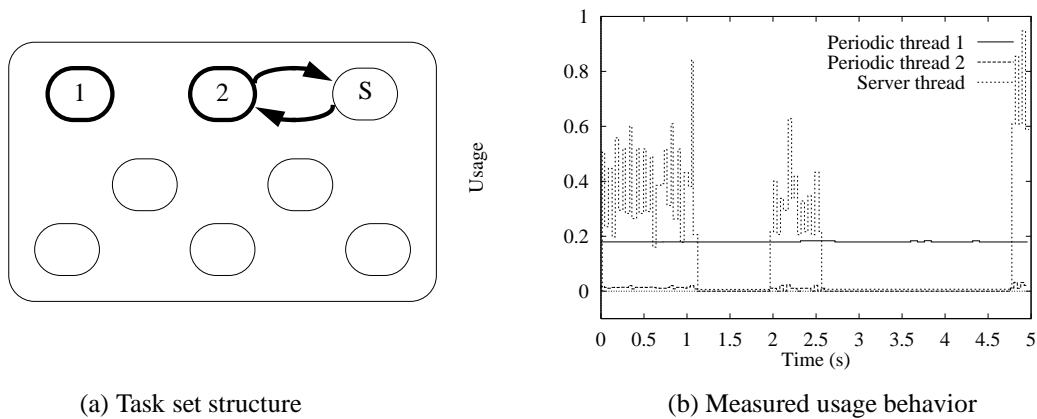 1
2
S
Usage
1
0.8
0.6
0.4
0.2
0
Periodic thread 1
Periodic thread 2
Server thread
0 0.5 1 1.5 2 2.5 3 3.5 4 4.5 5
Time (s)
(a) Task set structure
(b) Measured usage behavior